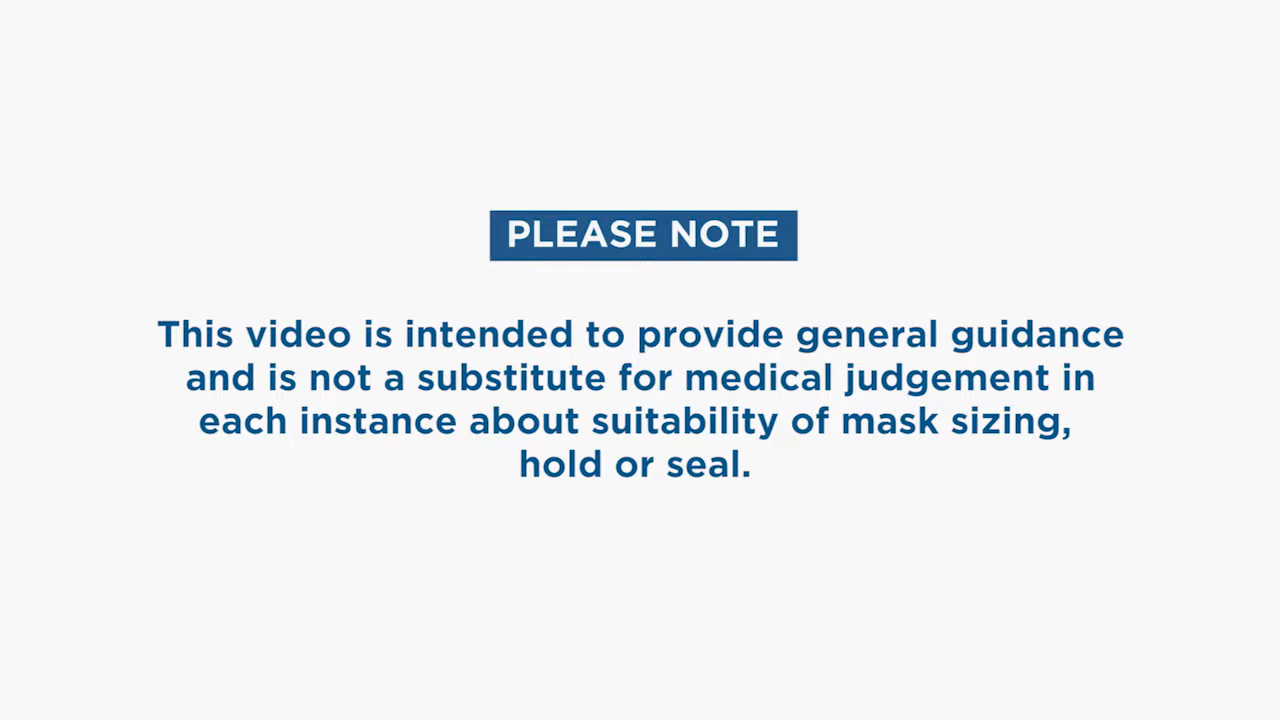 PLEASE NOTE
This video is intended to provide general guidance
and is not a substitute for medical judgement in
each instance about suitability of mask sizing,
hold or seal.